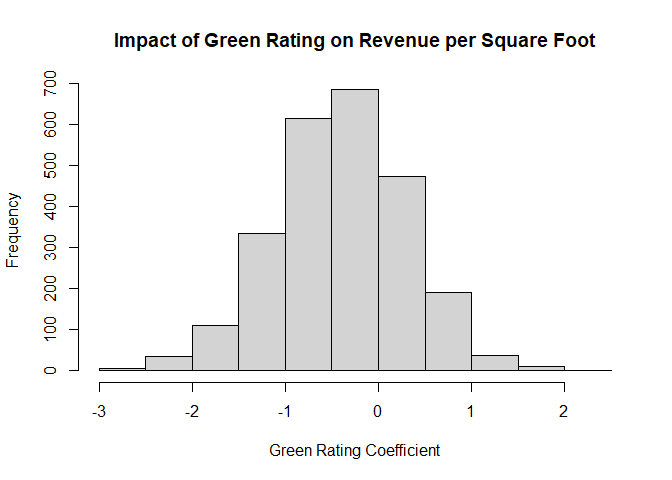 Impact of Green Rating on Revenue per Square Foot
Frequency
700
600
500
400
300
200
100
0
-3 -2 -1 0 1 2
Green Rating Coefficient